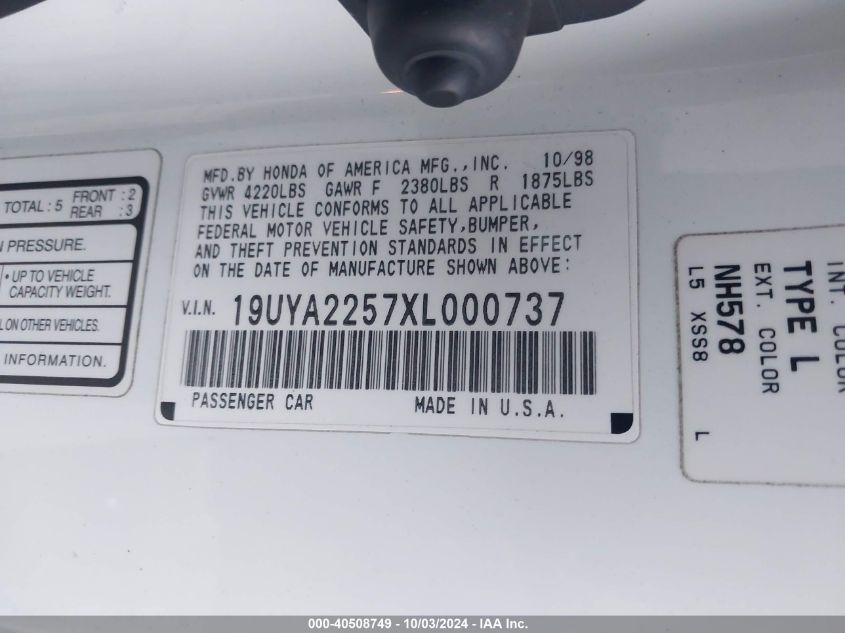 TOTAL : 5 FRONT : 2
REAR : 3
PRESSURE.
• UP TO VEHICLE
CAPACITY WEIGHT.
ON OTHER VEHICLES.
INFORMATION.
MFD.BY HONDA OF AMERICA MFG.,INC. 10/98
GVWR 4220LBS GAWR F 2380LBS R 1875LBS
THIS VEHICLE CONFORMS TO ALL APPLICABLE
FEDERAL MOTOR VEHICLE SAFETY,BUMPER,
AND THEFT PREVENTION STANDARDS IN EFFECT
ON THE DATE OF MANUFACTURE SHOWN ABOVE:
V.I.N. 19UYA2257XL000737
PASSENGER CAR MADE IN U.S.A.
INT. COLOR
TYPE L
EXT. COLOR
NH578
L5 XSS8 L
000-40508749 - 10/03/2024 - IAA Inc.